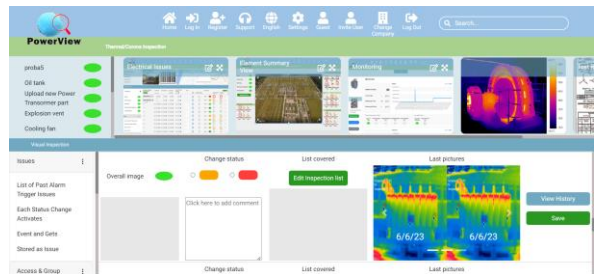 Home
Log In
Register
Support
English
Settings
Guest
Invite User
Change Company
Log Out
Search...
PowerView
Thermal/Corona Inspection
proba5
Oil tank
Upload new Power
Transormer part
Explosion vent
Cooling fan
Electrical Issues
Element Summary View
Monitoring
Visual Inspection
Issues
List of Past Alarm
Trigger Issues
Each Status Change
Activates
Event and Gets
Stored as Issue
Access & Group
Change status
List covered
Last pictures
Overall image
Edit Inspection list
Click here to add comment
6/6/23
6/6/23
View History
Save
Change status
List covered
Last pictures